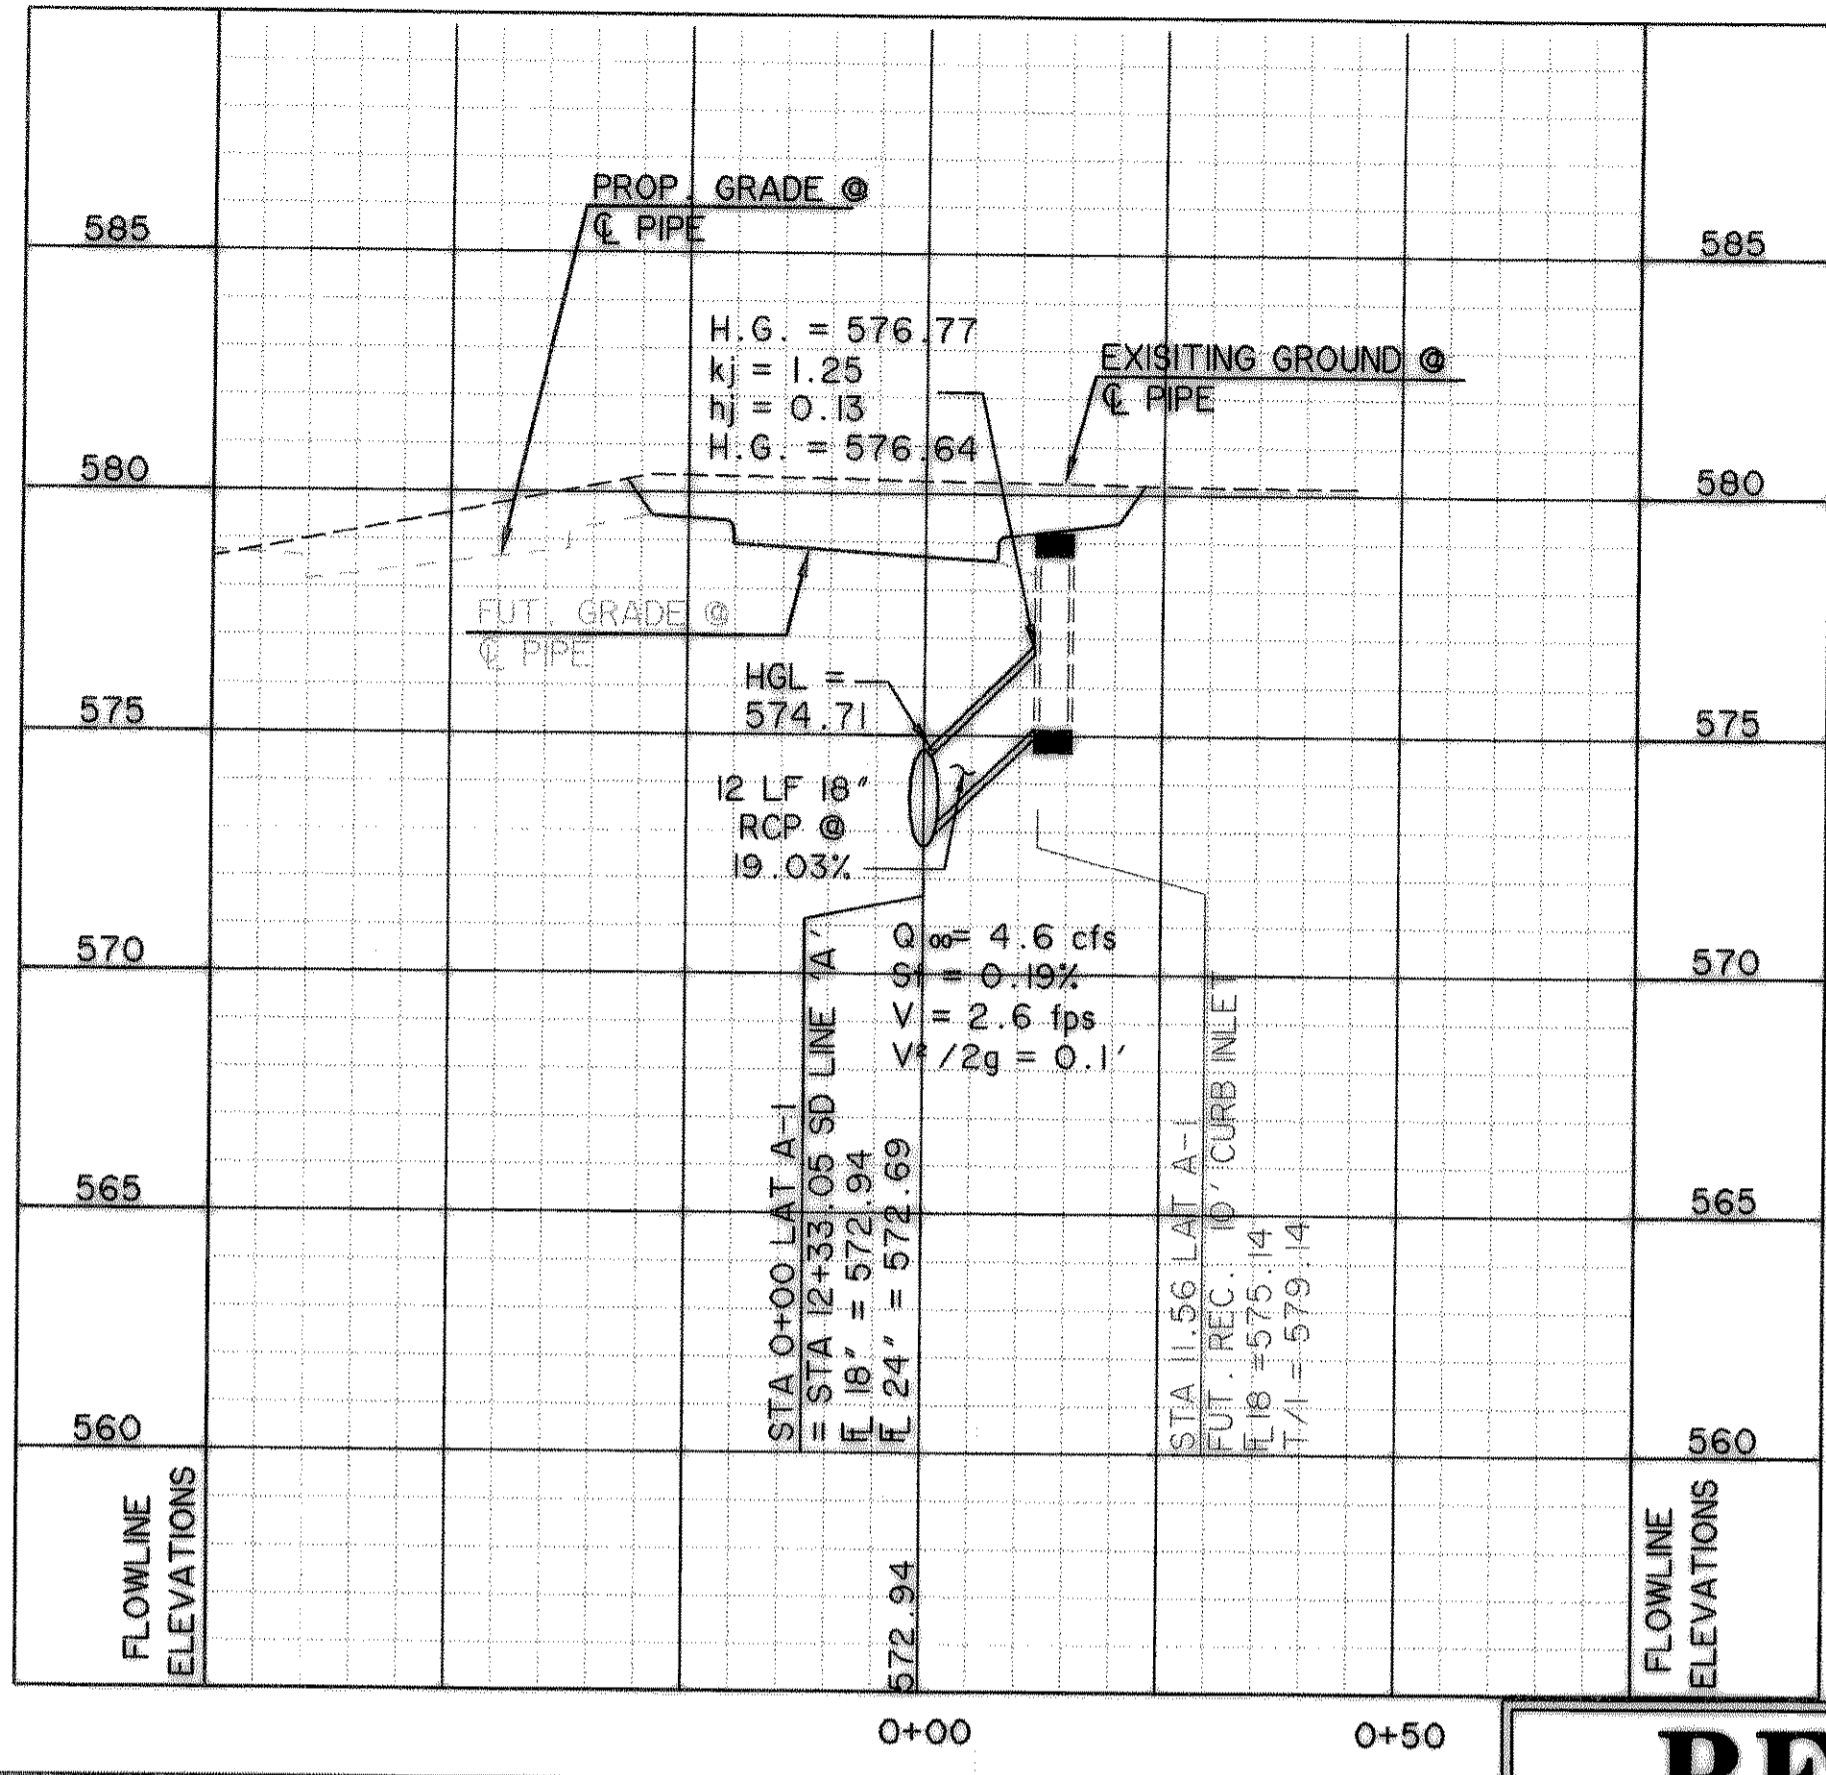 PROP. GRADE @
℄ PIPE
585
585
H.G. = 576.77
kj = 1.25
hj = 0.13
H.G. = 576.64
EXISITING GROUND @
℄ PIPE
580
580
FUT. GRADE @
℄ PIPE
HGL =
574.71
575
575
12 LF 18"
RCP @
19.03%
Q100= 4.6 cfs
Sf = 0.19%
V = 2.6 fps
V²/2g = 0.1'
570
570
STA 0+00 LAT A-1
= STA 12+33.05 SD LINE 'A'
FL 18" = 572.94
FL 24" = 572.69
STA 11.56 LAT A-1
FUT. REC. 10' CURB INLET
FL18 =575.14
T/I = 579.14
565
565
560
560
FLOWLINE
ELEVATIONS
572.94
FLOWLINE
ELEVATIONS
0+00
0+50